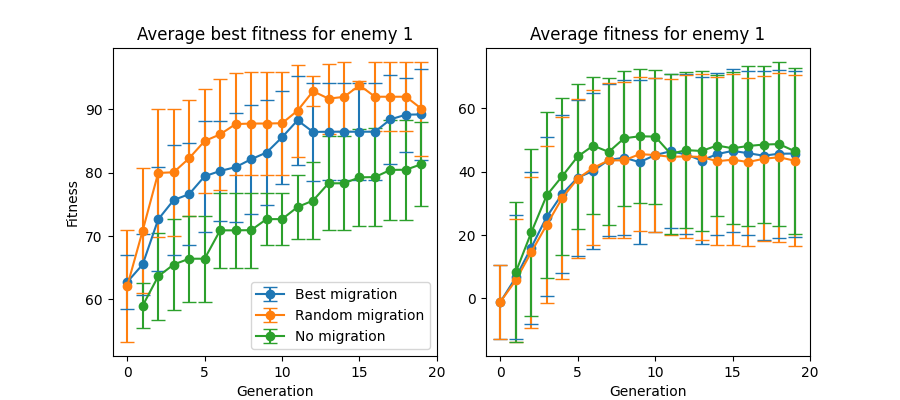 Average best fitness for enemy 1
Fitness
90
80
70
60
0
5
10
15
20
Generation
Best migration
Random migration
No migration
Average fitness for enemy 1
60
40
20
0
0
5
10
15
20
Generation